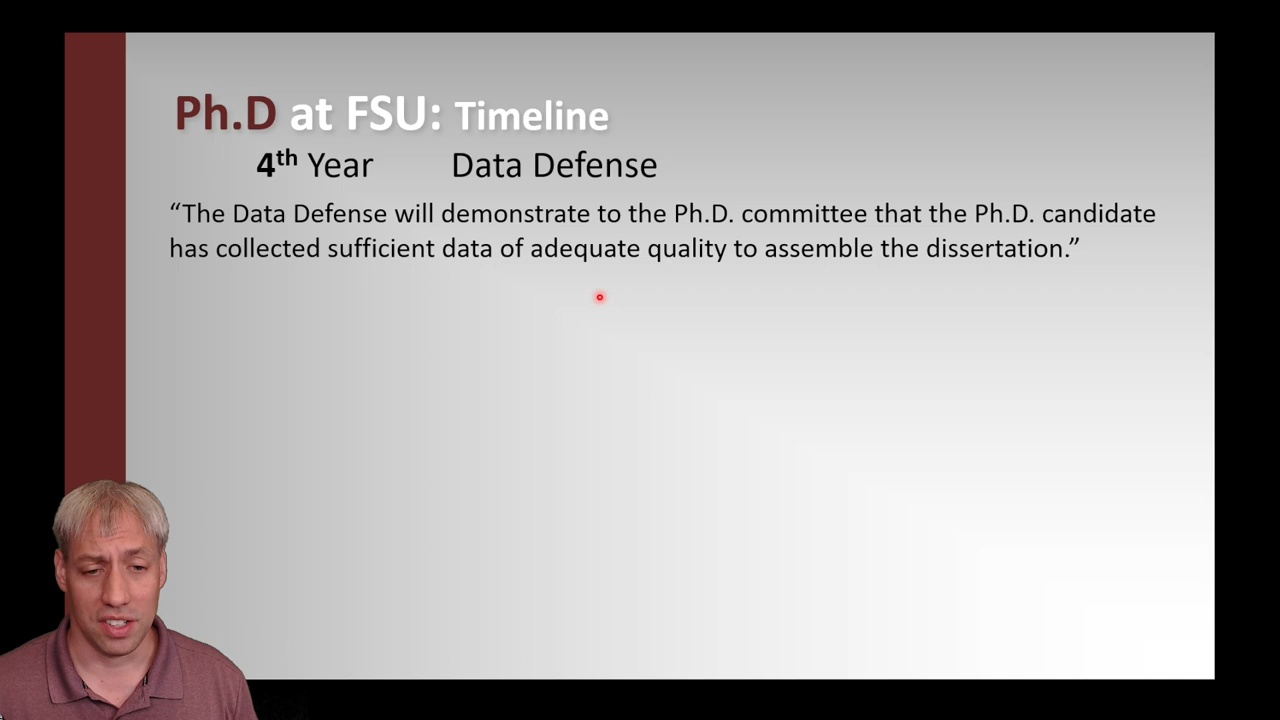 Ph.D at FSU: Timeline
4th Year Data Defense
“The Data Defense will demonstrate to the Ph.D. committee that the Ph.D. candidate
has collected sufficient data of adequate quality to assemble the dissertation.”